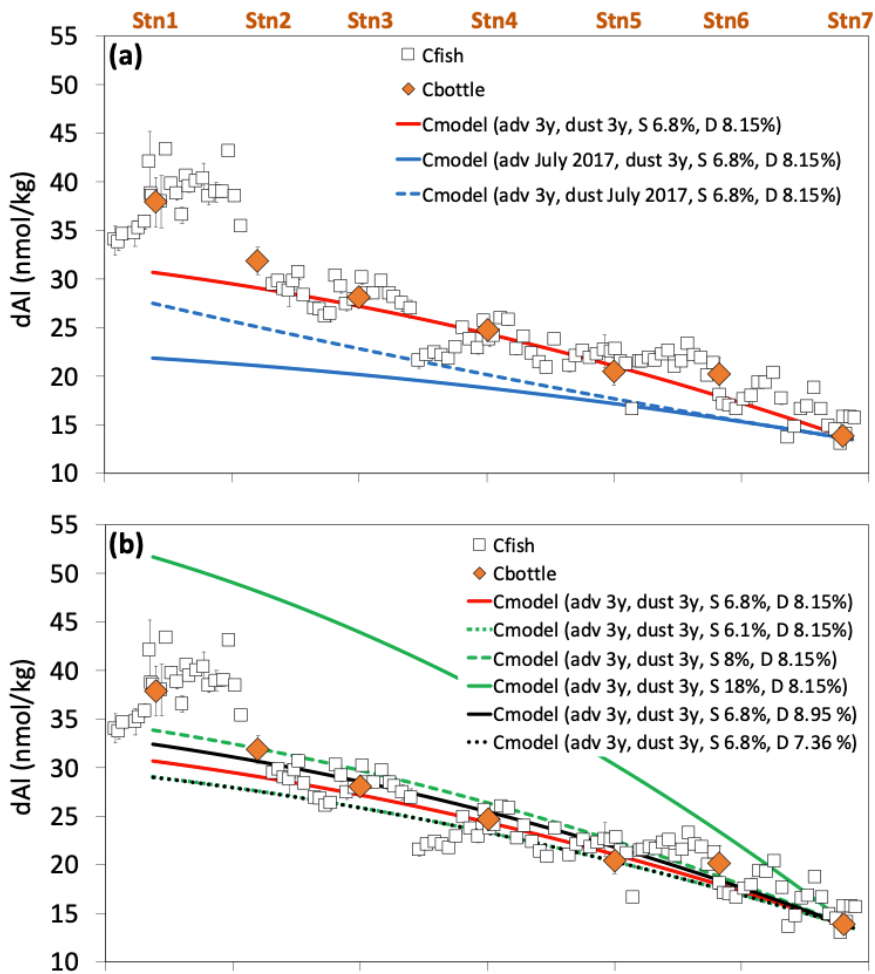 Stn1 Stn2 Stn3 Stn4 Stn5 Stn6 Stn7
(a)
Cfish
Cbottle
Cmodel (adv 3y, dust 3y, S 6.8%, D 8.15%)
Cmodel (adv July 2017, dust 3y, S 6.8%, D 8.15%)
Cmodel (adv 3y, dust July 2017, S 6.8%, D 8.15%)
dAl (nmol/kg)
55
50
45
40
35
30
25
20
15
10
(b)
Cfish
Cbottle
Cmodel (adv 3y, dust 3y, S 6.8%, D 8.15%)
Cmodel (adv 3y, dust 3y, S 6.1%, D 8.15%)
Cmodel (adv 3y, dust 3y, S 8%, D 8.15%)
Cmodel (adv 3y, dust 3y, S 18%, D 8.15%)
Cmodel (adv 3y, dust 3y, S 6.8%, D 8.95 %)
Cmodel (adv 3y, dust 3y, S 6.8%, D 7.36 %)
dAl (nmol/kg)
55
50
45
40
35
30
25
20
15
10